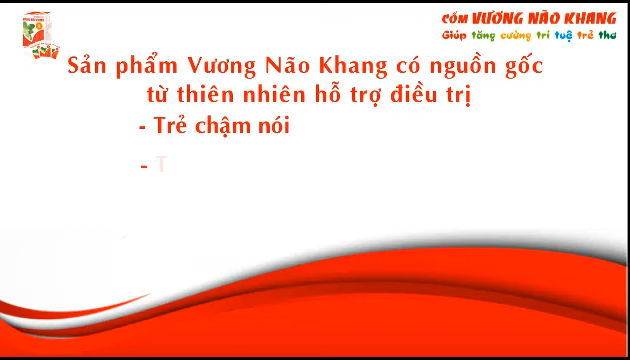 CỐM VƯƠNG NÃO KHANG
Giúp tăng cường trí tuệ trẻ thơ
Sản phẩm Vương Não Khang có nguồn gốc
từ thiên nhiên hỗ trợ điều trị
- Trẻ chậm nói
- T